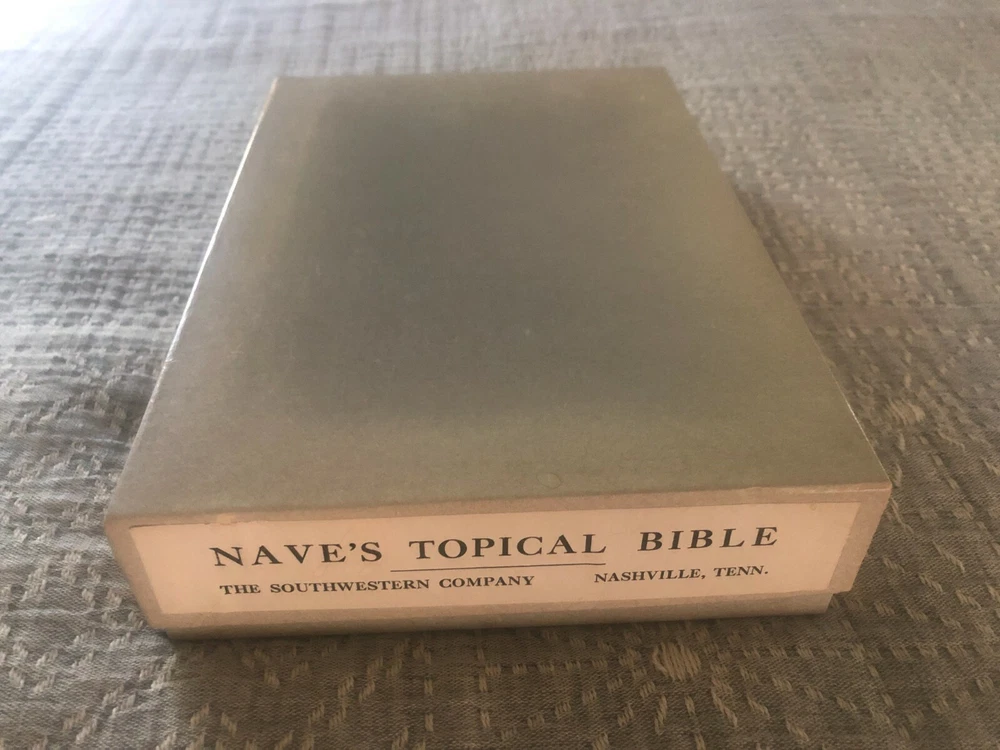 NAVE'S TOPICAL BIBLE
THE SOUTHWESTERN COMPANY NASHVILLE, TENN.